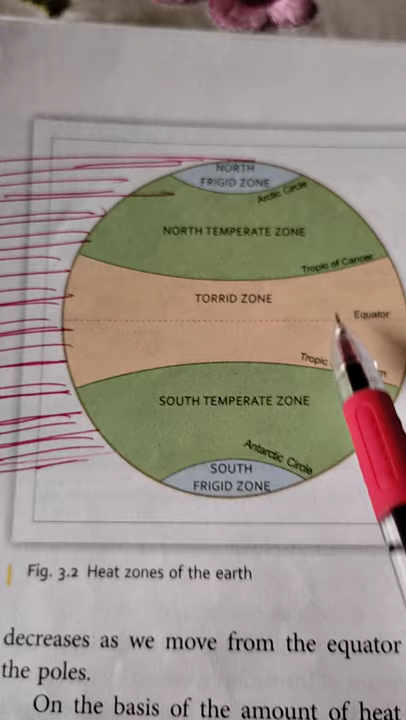 NORTH
FRIGID ZONE
Arctic Circle
NORTH TEMPERATE ZONE
Tropic of Cancer
TORRID ZONE
Equator
Tropic
SOUTH TEMPERATE ZONE
Antarctic Circle
SOUTH
FRIGID ZONE
Fig. 3.2 Heat zones of the earth
decreases as we move from the equator
the poles.
On the basis of the amount of heat